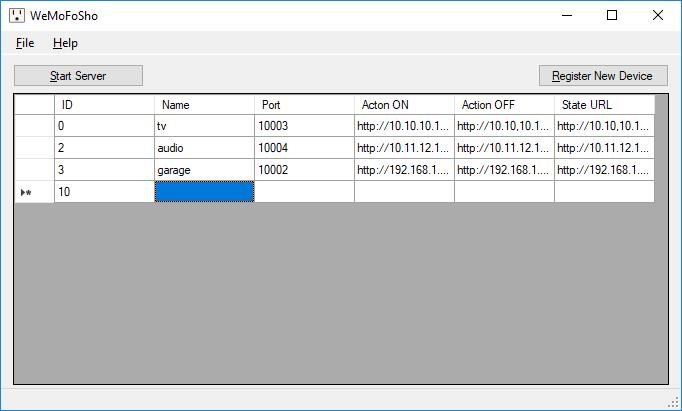 WeMoFoSho
File Help
Start Server Register New Device
ID Name Port Acton ON Action OFF State URL
0 tv 10003 http://10.10.10.1... http://10.10,10.1... http://10.10,10.1...
2 audio 10004 http://10.11.12.1... http://10.11.12.1... http://10.11.12.1...
3 garage 10002 http://192.168.1.... http://192.168.1.... http://192.168.1....
10